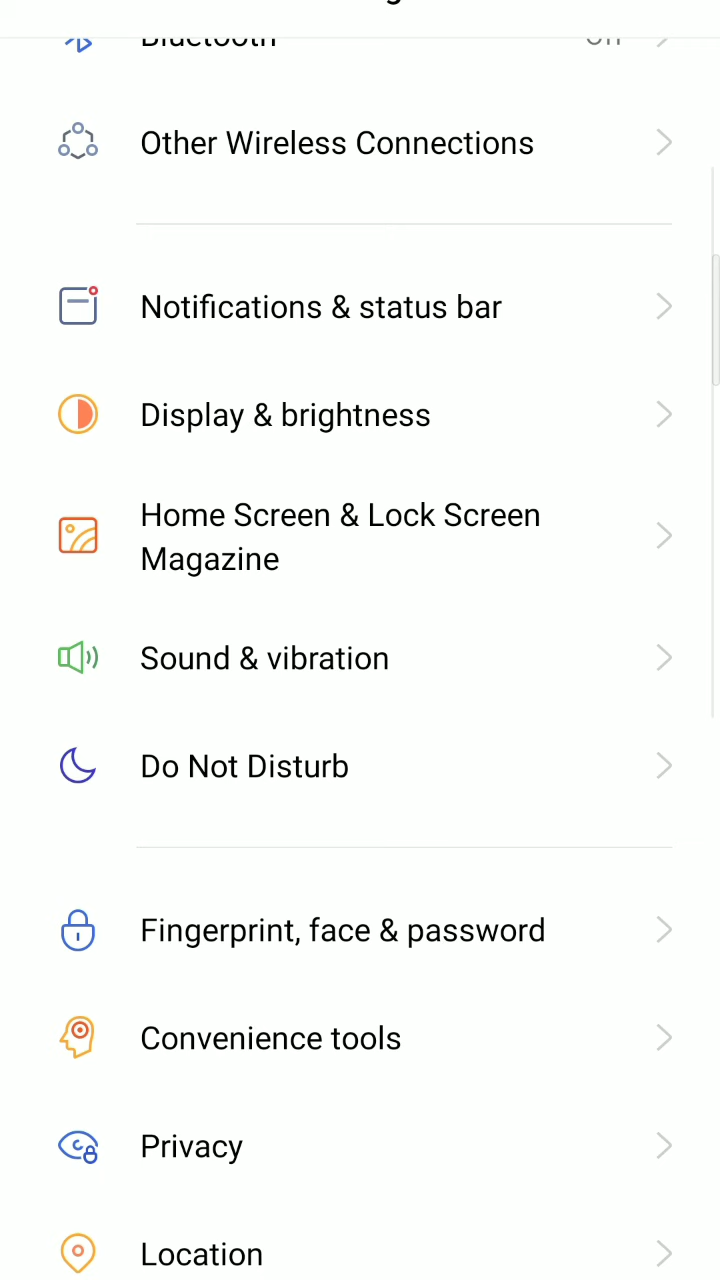 Bluetooth
Other Wireless Connections
Notifications & status bar
Display & brightness
Home Screen & Lock Screen
Magazine
Sound & vibration
Do Not Disturb
Fingerprint, face & password
Convenience tools
Privacy
Location